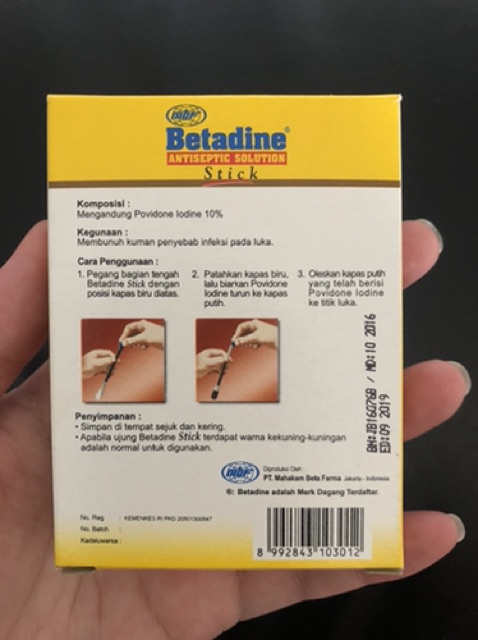 mbf
Betadine®
ANTISEPTIC SOLUTION
Stick
Komposisi :
Mengandung Povidone Iodine 10%
Kegunaan :
Membunuh kuman penyebab infeksi pada luka.
Cara Penggunaan :
1. Pegang bagian tengah
Betadine Stick dengan
posisi kapas biru diatas.
2. Patahkan kapas biru,
lalu biarkan Povidone
Iodine turun ke kapas
putih.
3. Oleskan kapas putih
yang telah berisi
Povidone Iodine
ke titik luka.
BN:JB16D76B / MD:10 2016
ED:09 2019
Penyimpanan :
• Simpan di tempat sejuk dan kering.
• Apabila ujung Betadine Stick terdapat warna kekuning-kuningan
adalah normal untuk digunakan.
mbf
Diproduksi Oleh :
PT. Mahakam Beta Farma Jakarta - Indonesia
®: Betadine adalah Merk Dagang Terdaftar.
No. Reg : KEMENKES RI PKD
No. Batch :
Kadaluwarsa :
8 992843 103012